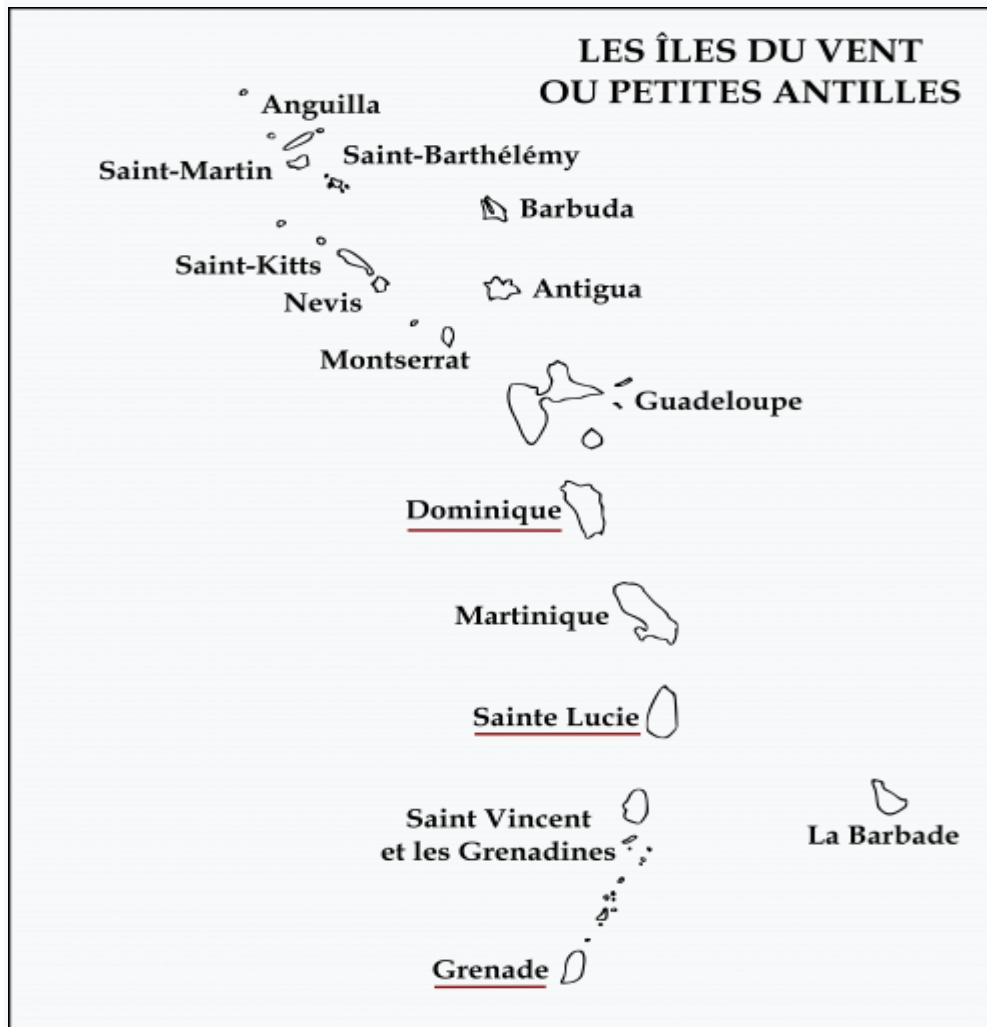 LES ÎLES DU VENT
OU PETITES ANTILLES
Anguilla
Saint-Barthélémy
Saint-Martin
Barbuda
Saint-Kitts
Antigua
Nevis
Montserrat
Guadeloupe
Dominique
Martinique
Sainte Lucie
Saint Vincent
et les Grenadines
La Barbade
Grenade